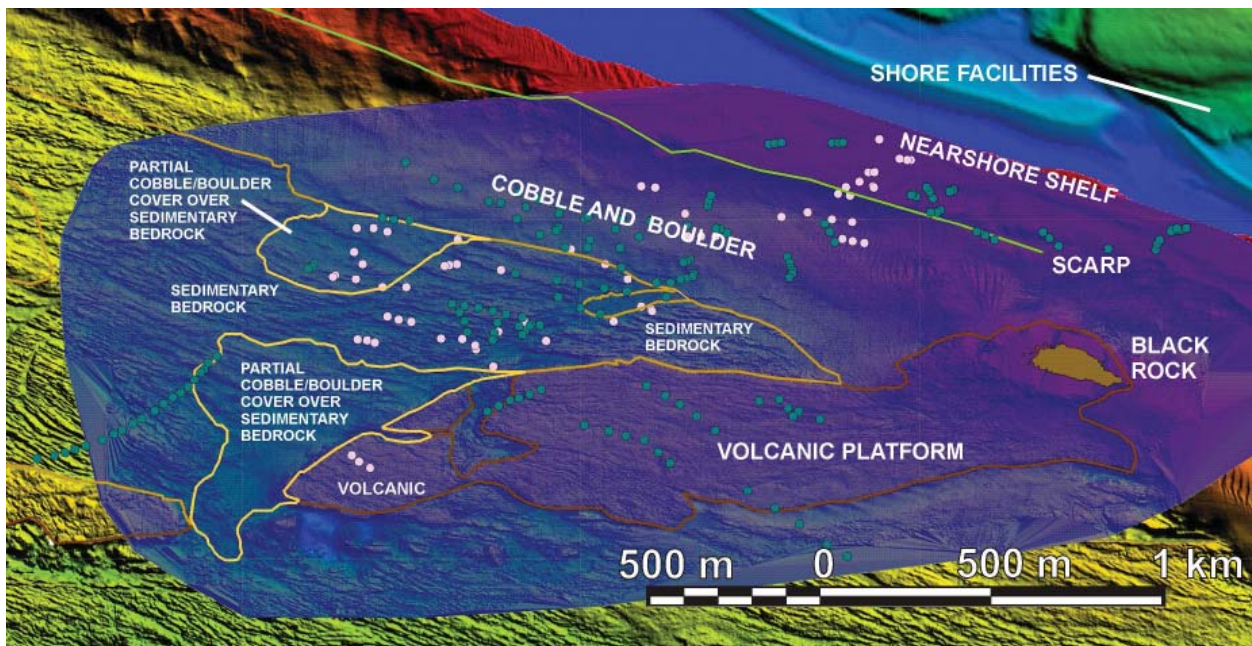 SHORE FACILITIES
NEARSHORE SHELF
PARTIAL
COBBLE/BOULDER
COVER OVER
SEDIMENTARY
BEDROCK
COBBLE AND BOULDER
SCARP
SEDIMENTARY
BEDROCK
SEDIMENTARY
BEDROCK
BLACK
ROCK
PARTIAL
COBBLE/BOULDER
COVER OVER
SEDIMENTARY
BEDROCK
VOLCANIC PLATFORM
VOLCANIC
500 m 0 500 m 1 km